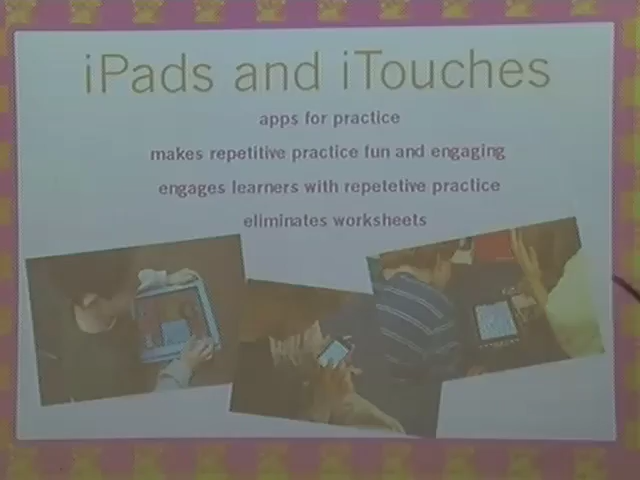 iPads and iTouches
apps for practice
makes repetitive practice fun and engaging
engages learners with repetetive practice
eliminates worksheets